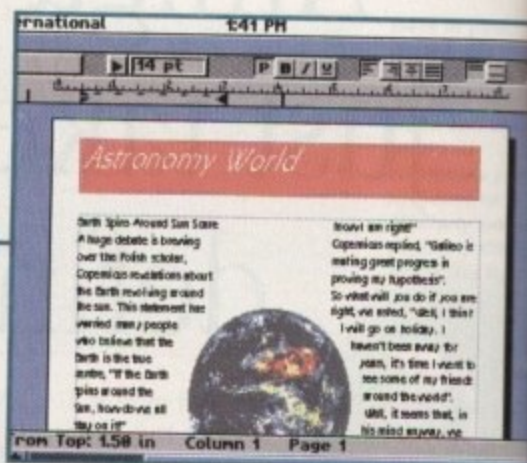 ernational 1:41 PM
14 pt P B I U
Astronomy World
Earth Spins Around Sun Scare
A huge debate is brewing
over the Polish scholar,
Copernicus revelations about
the Earth revolving around
the sun. This statement has
worried many people
who believe that the
Earth is the true
centre, "If the Earth
spins around the
Sun, how do we all
stay on it?"
know I am right!"
Copernicus replied, "Galileo is
making great progress in
proving my hypothesis".
So what will you do if you are
right, we asked, "Well, I think
I will go on holiday. I
haven't been away for
years, it's time I went to
see some of my friends
around the world".
Well, it seems that, in
his mind anyway, we
rom Top: 1.58 in Column 1 Page 1